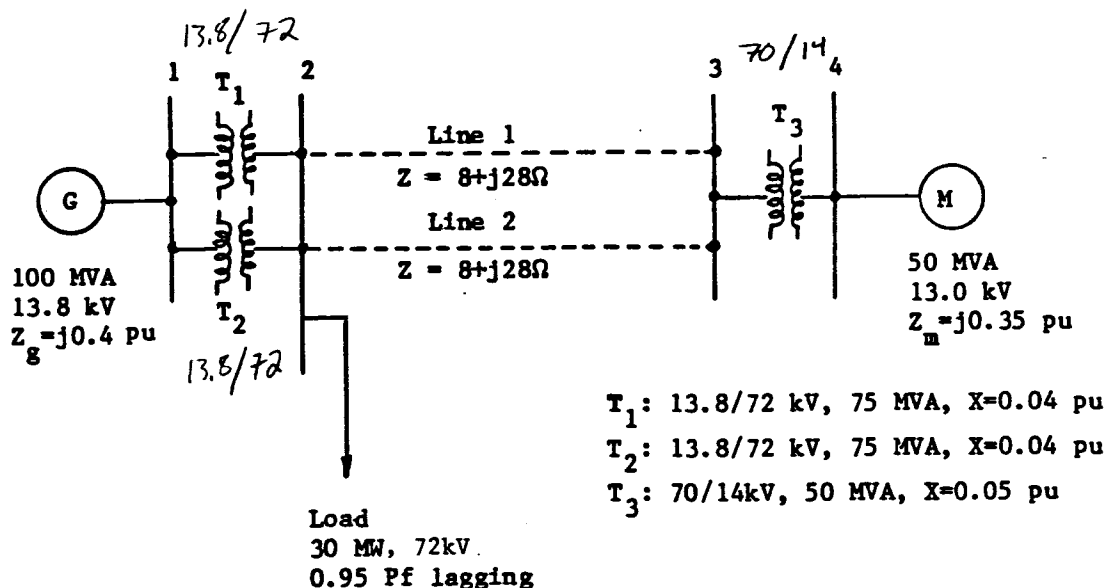 13.8/72
70/14
1
2
3
4
T1
T3
Line 1
Z = 8+j28Ω
Line 2
Z = 8+j28Ω
G
M
100 MVA
13.8 kV
Zg=j0.4 pu
T2
13.8/72
50 MVA
13.0 kV
Zm=j0.35 pu
T1: 13.8/72 kV, 75 MVA, X=0.04 pu
T2: 13.8/72 kV, 75 MVA, X=0.04 pu
T3: 70/14kV, 50 MVA, X=0.05 pu
Load
30 MW, 72kV.
0.95 Pf lagging